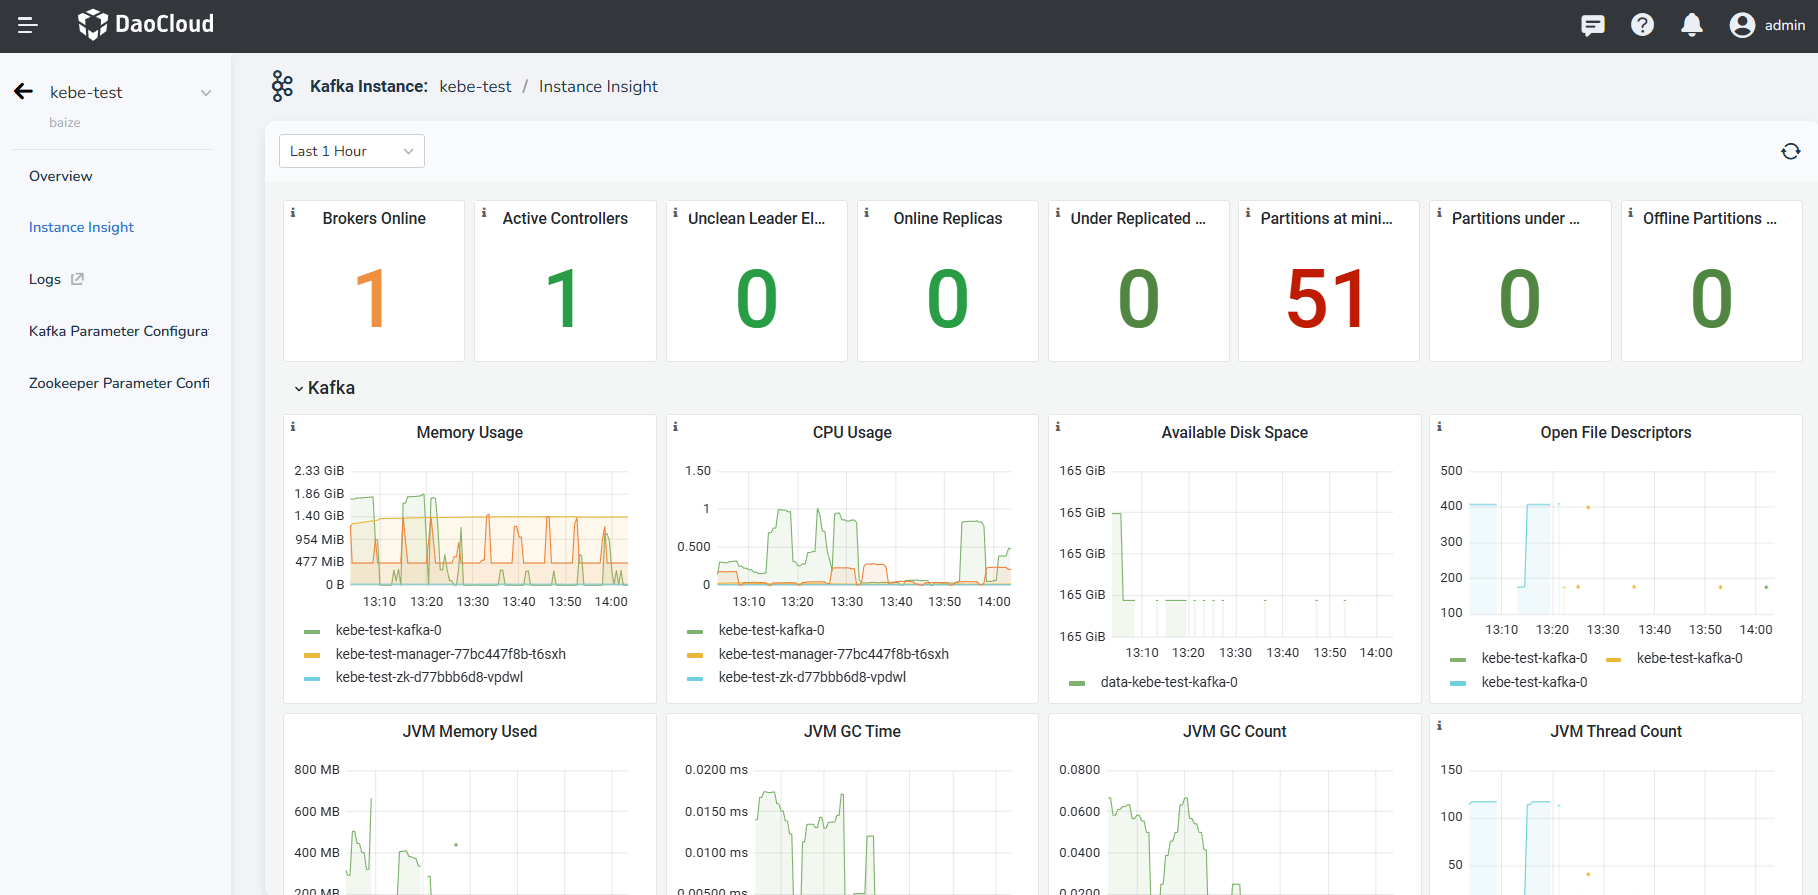 DaoCloud
admin
kebe-test
baize
Overview
Instance Insight
Logs
Kafka Parameter Configurat
Zookeeper Parameter Confi
Kafka Instance: kebe-test / Instance Insight
Last 1 Hour
Brokers Online
1
Active Controllers
1
Unclean Leader El...
0
Online Replicas
0
Under Replicated ...
0
Partitions at mini...
51
Partitions under ...
0
Offline Partitions ...
0
Kafka
Memory Usage
2.33 GiB
1.86 GiB
1.40 GiB
954 MiB
477 MiB
0 B
13:10 13:20 13:30 13:40 13:50 14:00
kebe-test-kafka-0
kebe-test-manager-77bc447f8b-t6sxh
kebe-test-zk-d77bbb6d8-vpdwl
CPU Usage
1.50
1
0.500
0
13:10 13:20 13:30 13:40 13:50 14:00
kebe-test-kafka-0
kebe-test-manager-77bc447f8b-t6sxh
kebe-test-zk-d77bbb6d8-vpdwl
Available Disk Space
165 GiB
165 GiB
165 GiB
165 GiB
165 GiB
13:10 13:20 13:30 13:40 13:50 14:00
data-kebe-test-kafka-0
Open File Descriptors
500
400
300
200
100
13:10 13:20 13:30 13:40 13:50 14:00
kebe-test-kafka-0 kebe-test-kafka-0
kebe-test-kafka-0
JVM Memory Used
800 MB
600 MB
400 MB
200 MB
JVM GC Time
0.0200 ms
0.0150 ms
0.0100 ms
0.00500 ms
JVM GC Count
0.0800
0.0600
0.0400
0.0200
JVM Thread Count
150
100
50